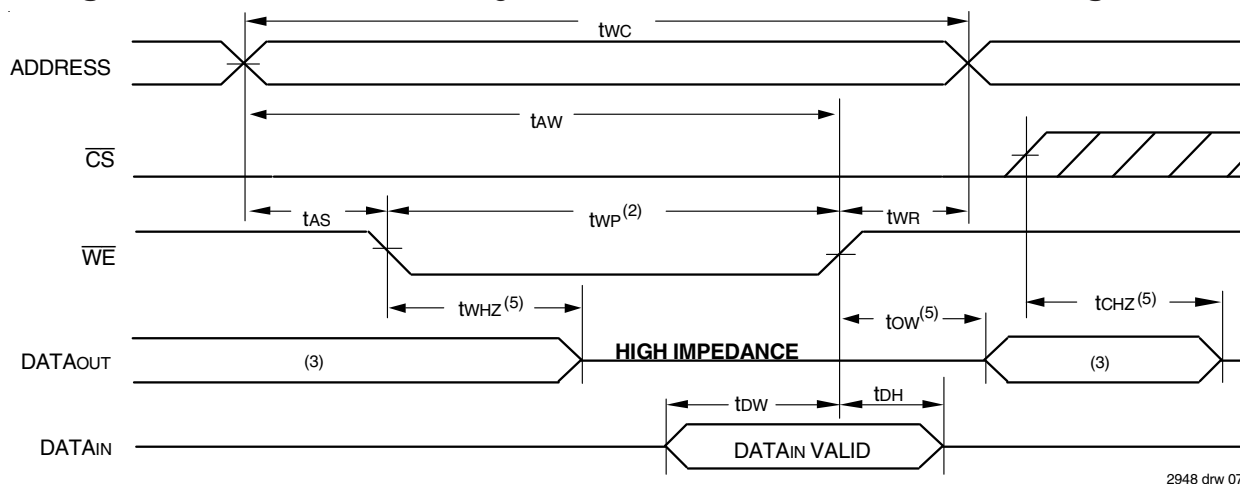 tWC
ADDRESS
tAW
CS
tAS
tWP(2)
tWR
WE
tWHZ(5)
tOW(5)
tCHZ(5)
DATAOUT
(3)
HIGH IMPEDANCE
(3)
tDW
tDH
DATAIN
DATAIN VALID
2948 drw 07